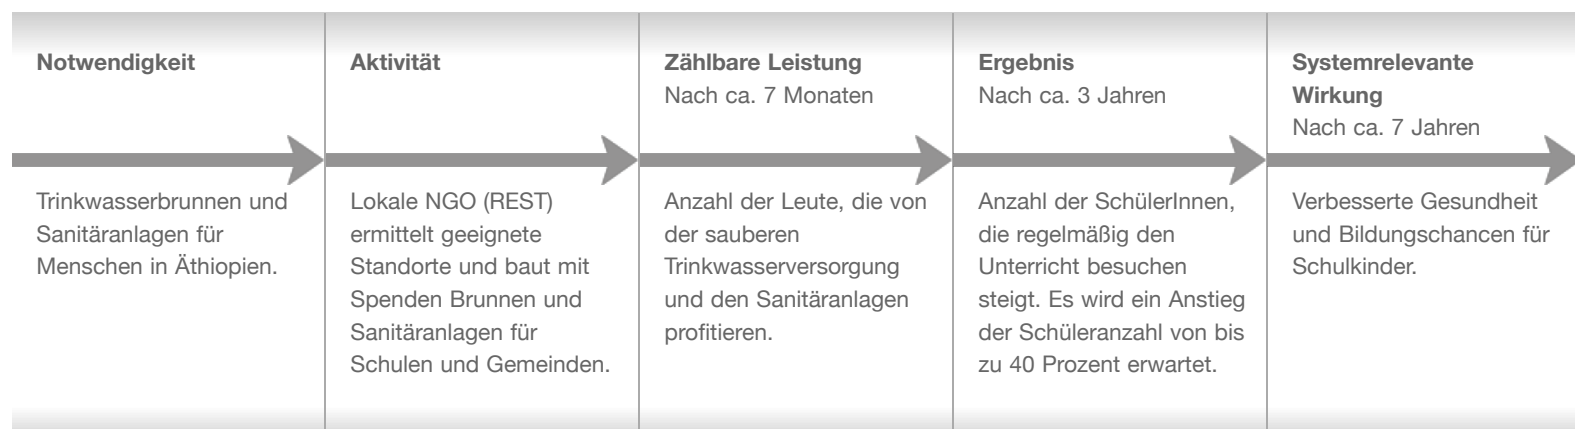 Notwendigkeit
Trinkwasserbrunnen und
Sanitäranlagen für
Menschen in Äthiopien.
Aktivität
Lokale NGO (REST)
ermittelt geeignete
Standorte und baut mit
Spenden Brunnen und
Sanitäranlagen für
Schulen und Gemeinden.
Zählbare Leistung
Nach ca. 7 Monaten
Anzahl der Leute, die von
der sauberen
Trinkwasserversorgung
und den Sanitäranlagen
profitieren.
Ergebnis
Nach ca. 3 Jahren
Anzahl der SchülerInnen,
die regelmäßig den
Unterricht besuchen
steigt. Es wird ein Anstieg
der Schüleranzahl von bis
zu 40 Prozent erwartet.
Systemrelevante
Wirkung
Nach ca. 7 Jahren
Verbesserte Gesundheit
und Bildungschancen für
Schulkinder.